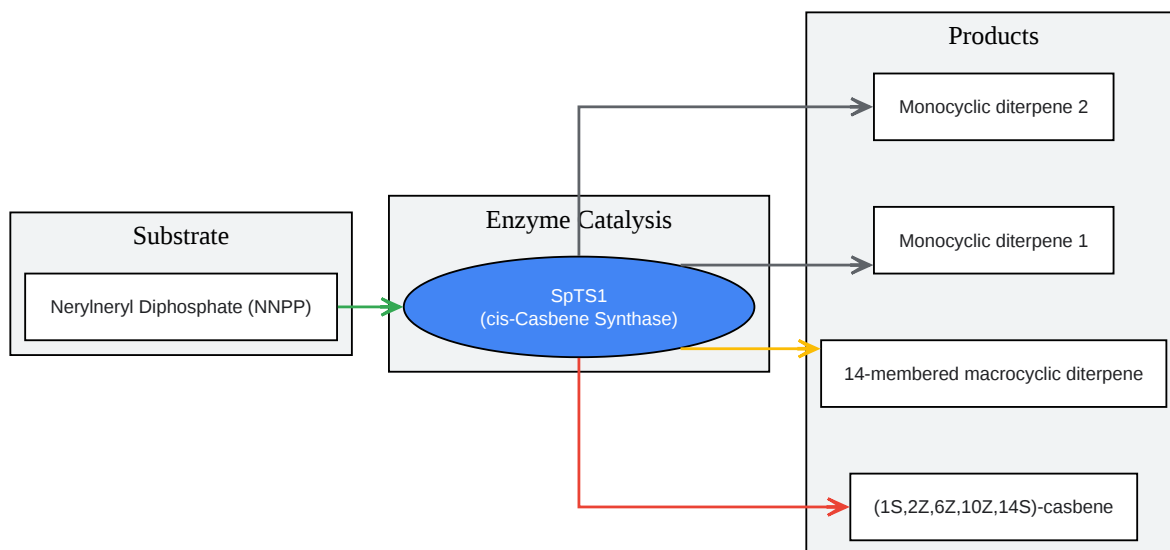 Substrate
Nerylneryl Diphosphate (NNPP)
Enzyme Catalysis
SpTS1
(cis-Casbene Synthase)
Products
Monocyclic diterpene 2
Monocyclic diterpene 1
14-membered macrocyclic diterpene
(1S,2Z,6Z,10Z,14S)-casbene